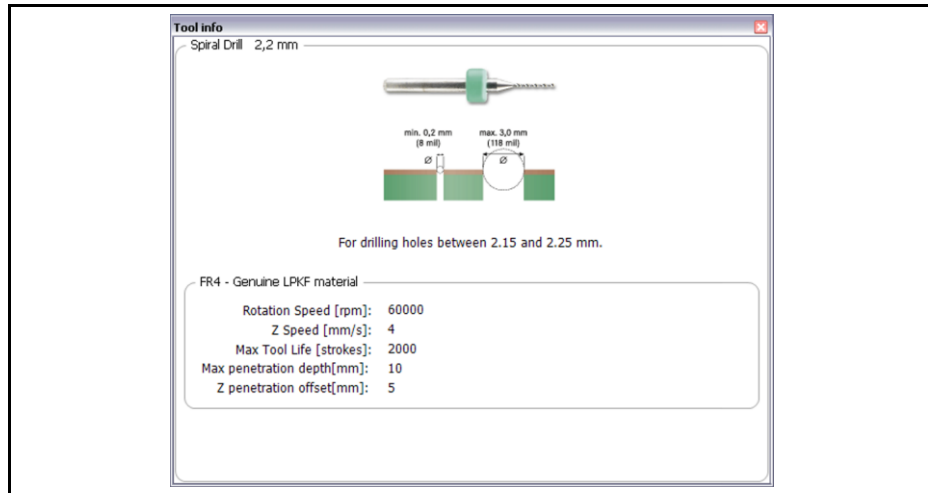 Tool info
Spiral Drill 2,2 mm
min. 0,2 mm
(8 mil)
max. 3,0 mm
(118 mil)
Ø
Ø
For drilling holes between 2.15 and 2.25 mm.
FR4 - Genuine LPKF material
Rotation Speed [rpm]: 60000
Z Speed [mm/s]: 4
Max Tool Life [strokes]: 2000
Max penetration depth[mm]: 10
Z penetration offset[mm]: 5